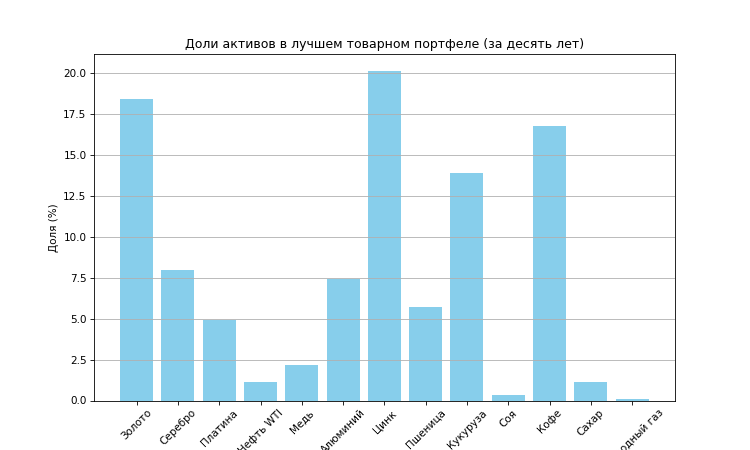 Доли активов в лучшем товарном портфеле (за десять лет)
Доля (%)
20.0
17.5
15.0
12.5
10.0
7.5
5.0
2.5
0.0
Золото
Серебро
Платина
Нефть WTI
Медь
Алюминий
Цинк
Пшеница
Кукуруза
Соя
Кофе
Сахар
одный газ